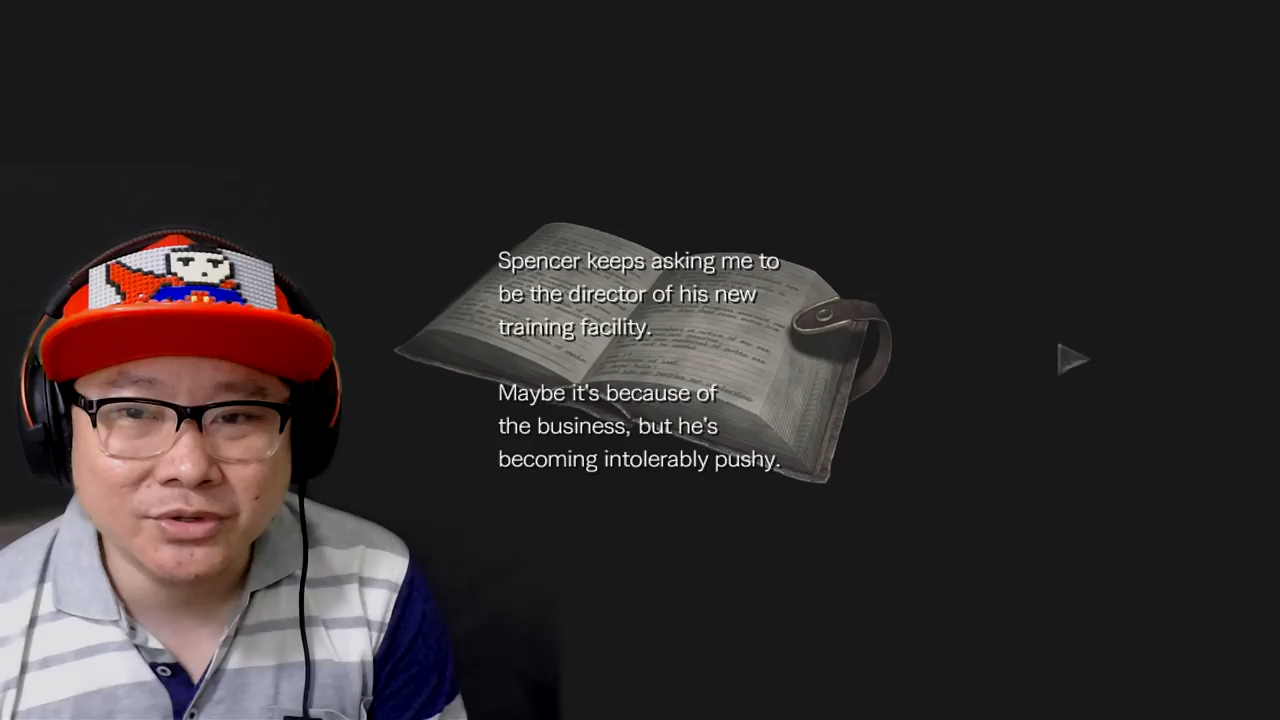 Spencer keeps asking me to
be the director of his new
training facility.
Maybe it's because of
the business, but he's
becoming intolerably pushy.